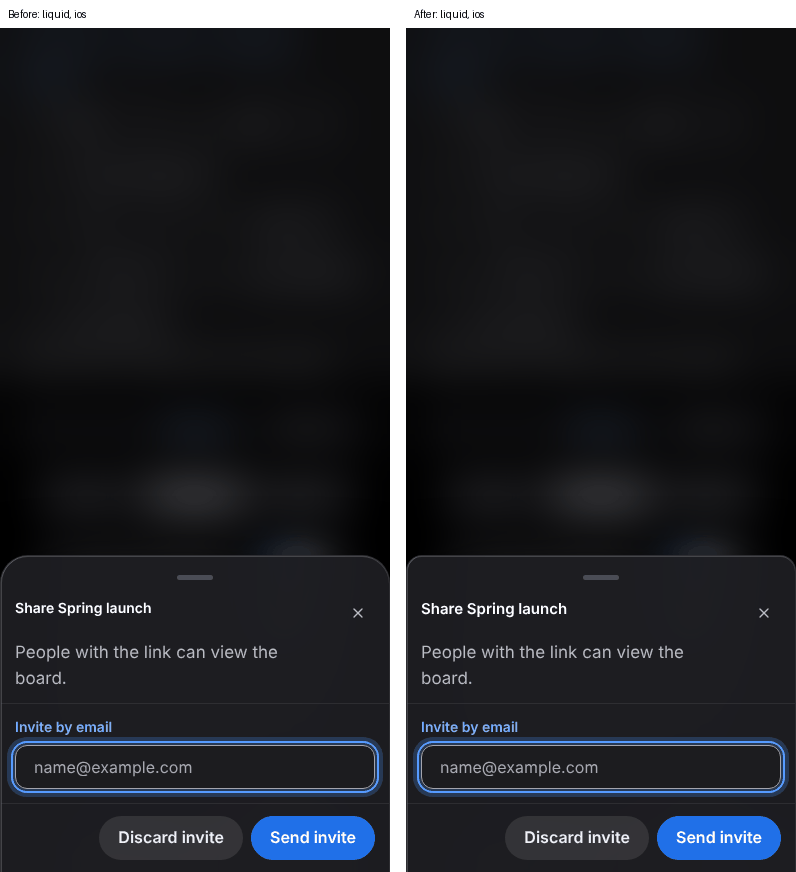 Before: liquid, ios
After: liquid, ios
Share Spring launch
People with the link can view the
board.
Invite by email
name@example.com
Discard invite
Send invite
Share Spring launch
People with the link can view the
board.
Invite by email
name@example.com
Discard invite
Send invite